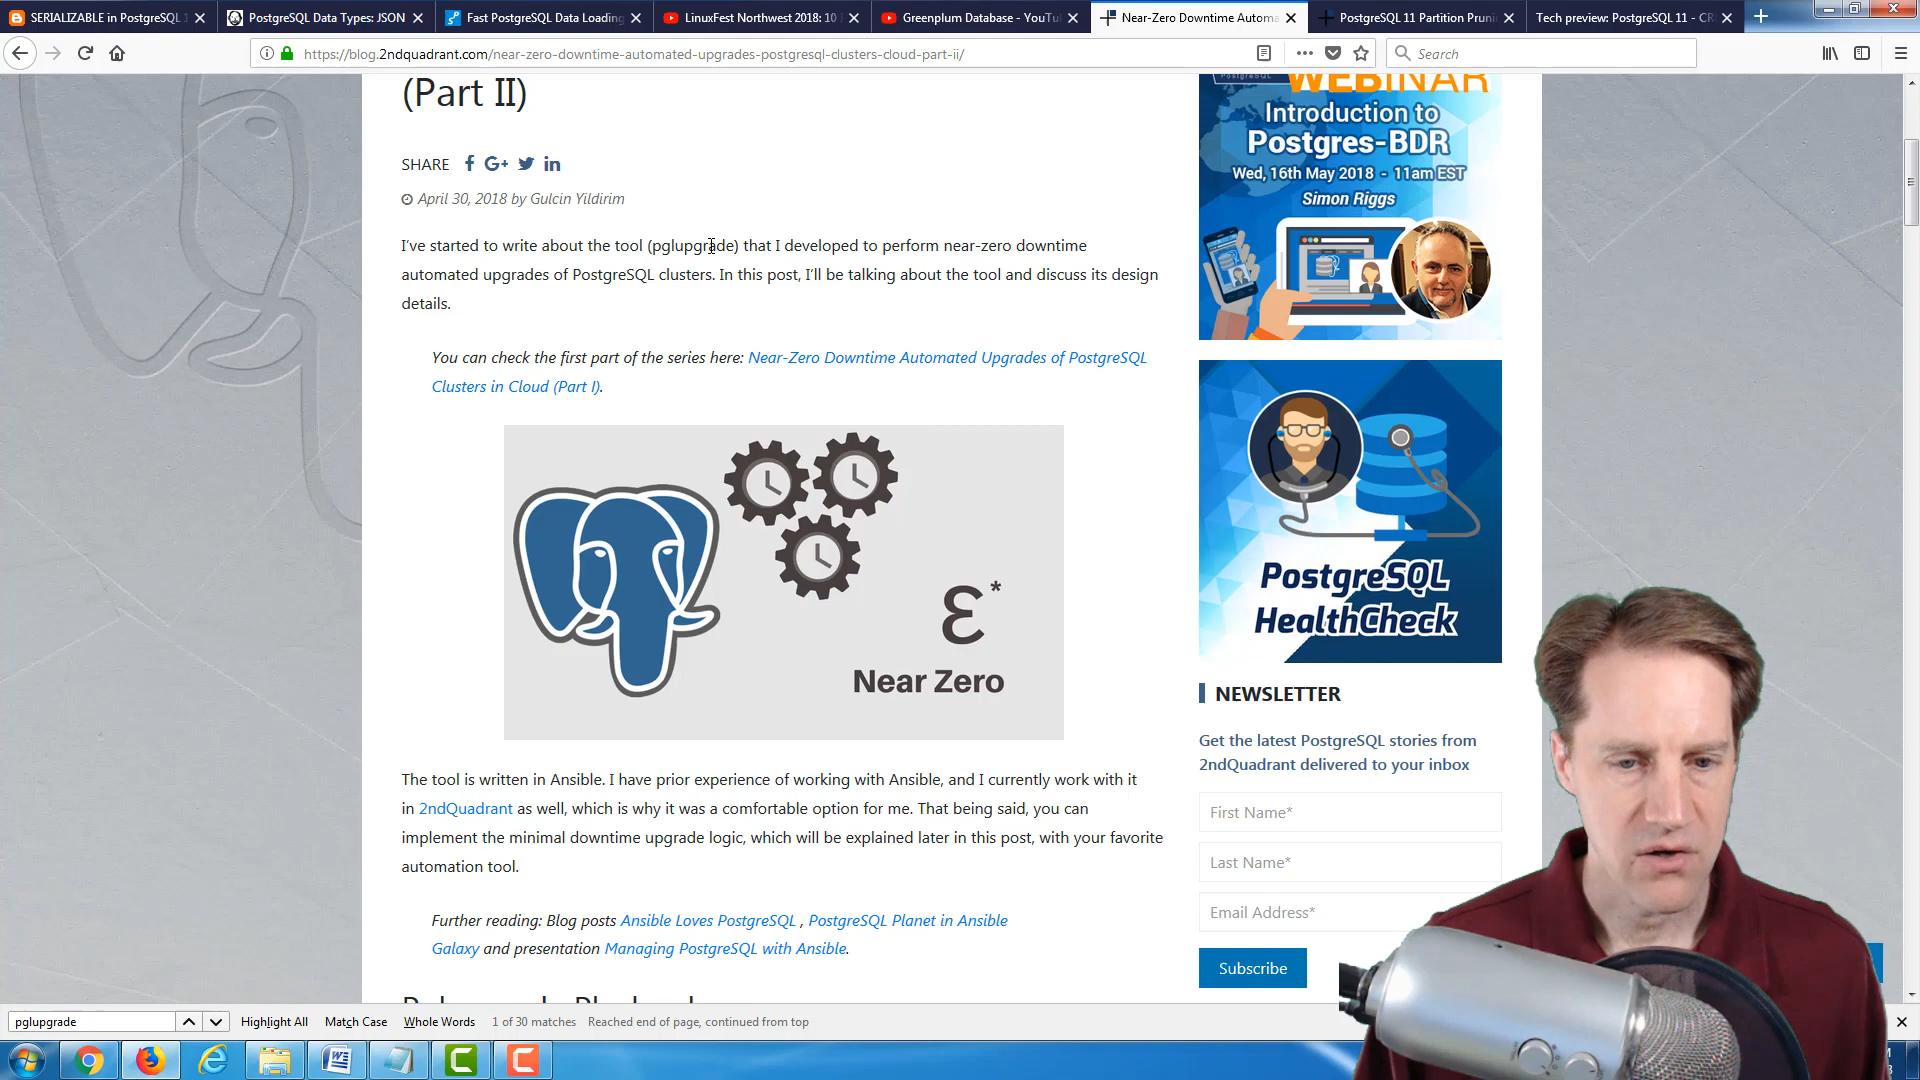 SERIALIZABLE in PostgreSQL
PostgreSQL Data Types: JSON
Fast PostgreSQL Data Loading
LinuxFest Northwest 2018: 10
Greenplum Database - YouTu
Near-Zero Downtime Automa
PostgreSQL 11 Partition Pruni
Tech preview: PostgreSQL 11 - CR
https://blog.2ndquadrant.com/near-zero-downtime-automated-upgrades-postgresql-clusters-cloud-part-ii/
Search
(Part II)
SHARE
April 30, 2018 by Gulcin Yildirim
I've started to write about the tool (pglupgrade) that I developed to perform near-zero downtime
automated upgrades of PostgreSQL clusters. In this post, I'll be talking about the tool and discuss its design
details.
You can check the first part of the series here: Near-Zero Downtime Automated Upgrades of PostgreSQL
Clusters in Cloud (Part I).
ε*
Near Zero
The tool is written in Ansible. I have prior experience of working with Ansible, and I currently work with it
in 2ndQuadrant as well, which is why it was a comfortable option for me. That being said, you can
implement the minimal downtime upgrade logic, which will be explained later in this post, with your favorite
automation tool.
Further reading: Blog posts Ansible Loves PostgreSQL , PostgreSQL Planet in Ansible
Galaxy and presentation Managing PostgreSQL with Ansible.
WEBINAR
Introduction to
Postgres-BDR
Wed, 16th May 2018 - 11am EST
Simon Riggs
PostgreSQL
HealthCheck
NEWSLETTER
Get the latest PostgreSQL stories from
2ndQuadrant delivered to your inbox
First Name*
Last Name*
Email Address*
Subscribe
pglupgrade
Highlight All
Match Case
Whole Words
1 of 30 matches
Reached end of page, continued from top